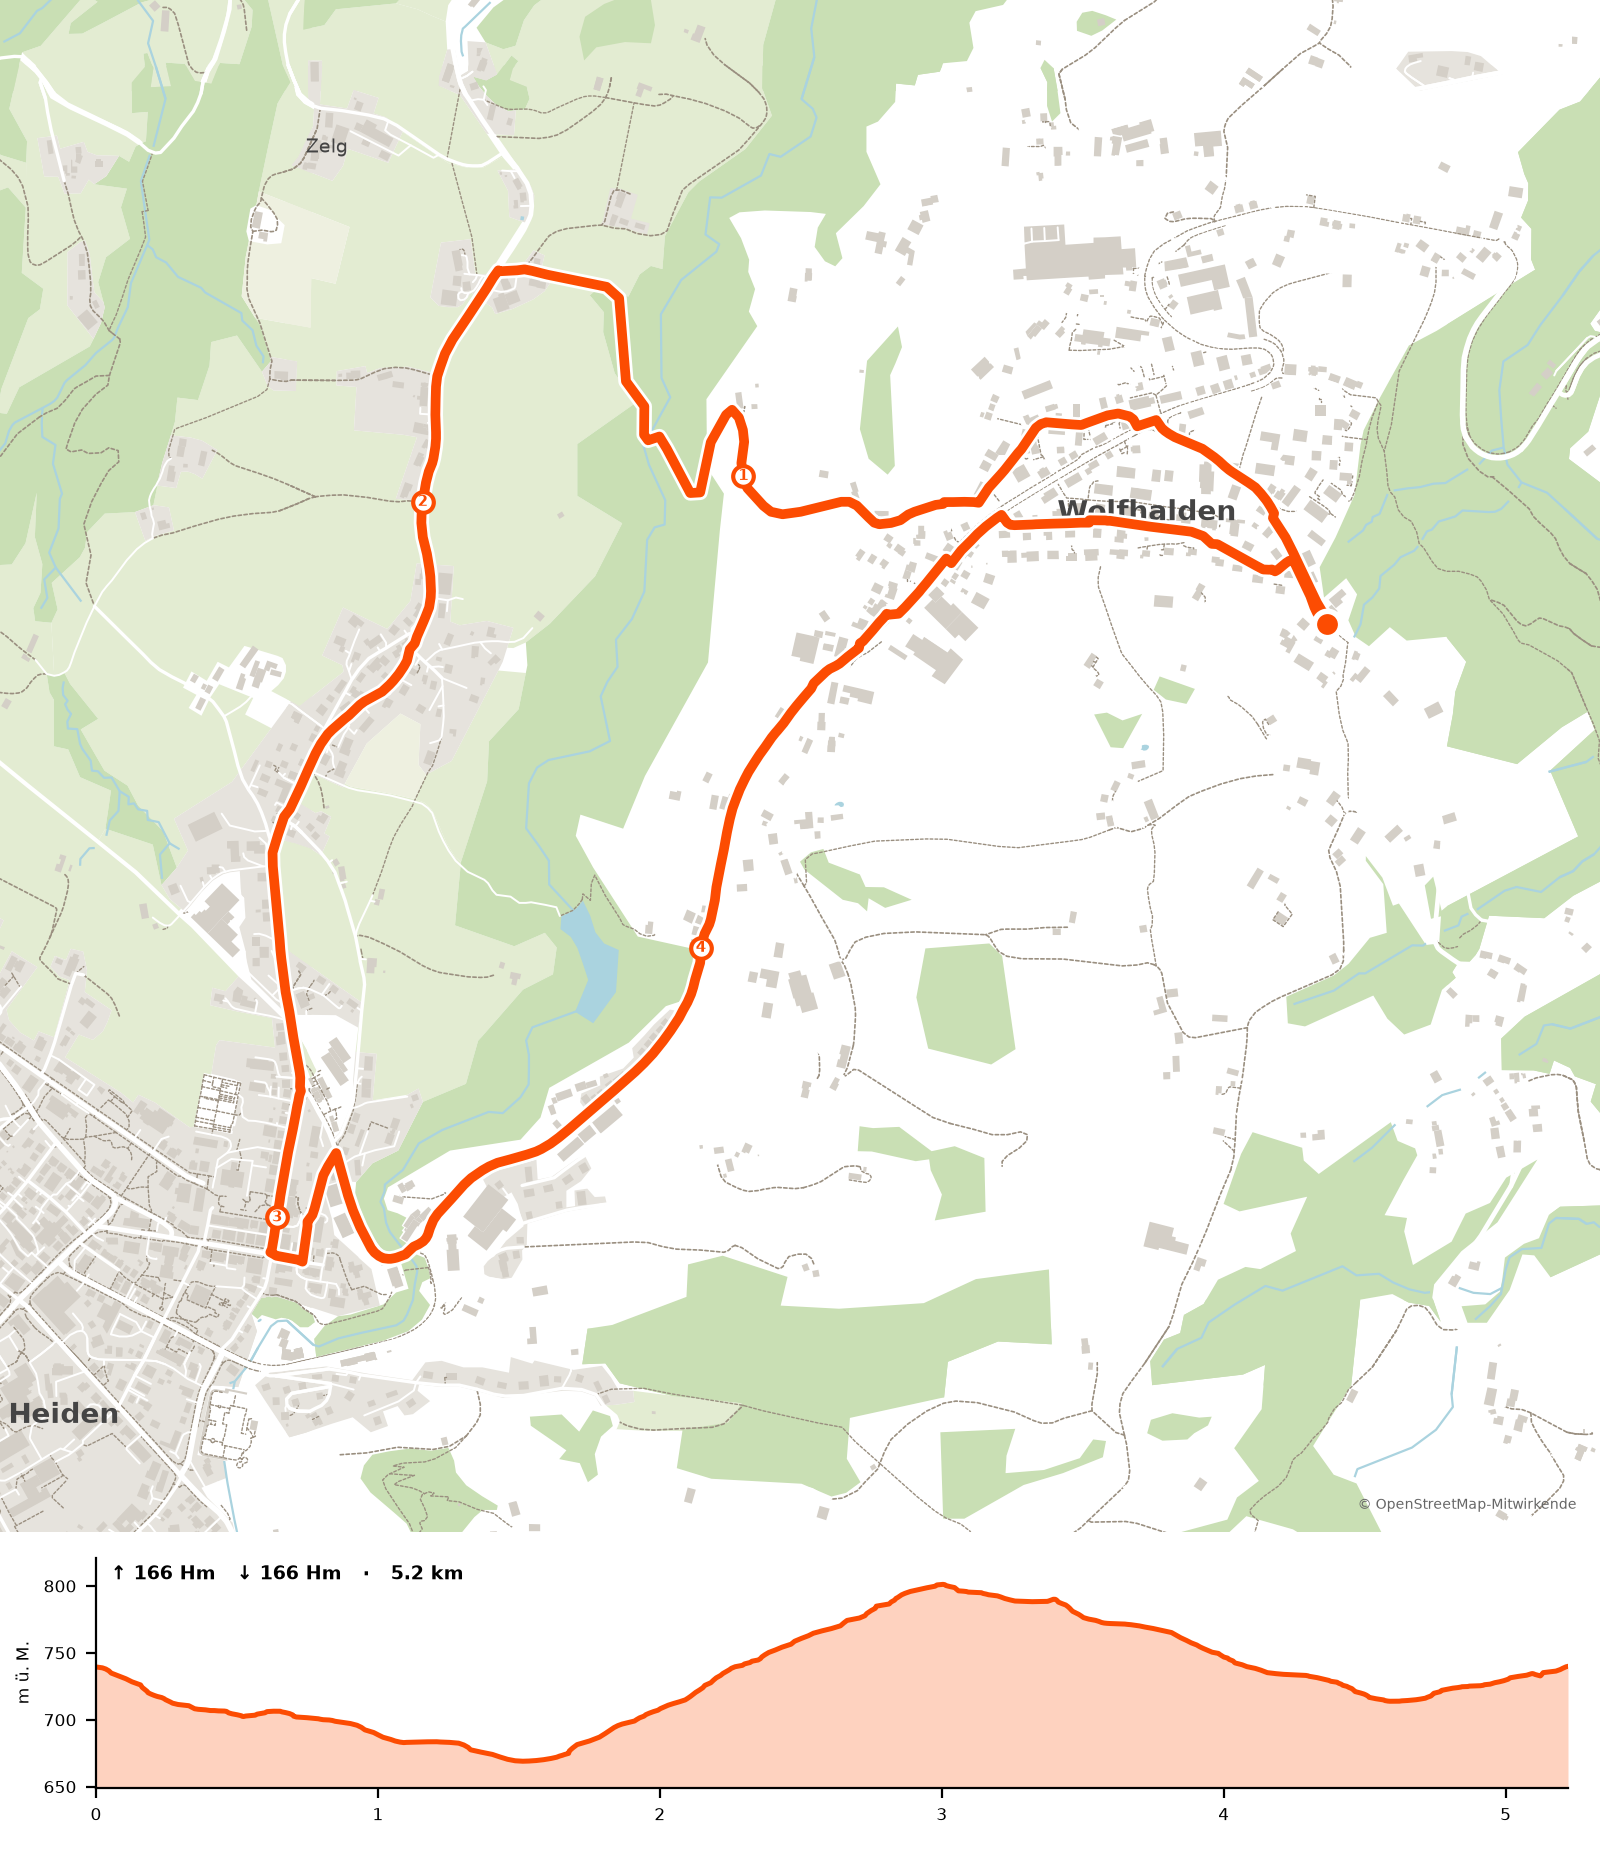 Zelg
1
2
Wolfhalden
4
3
Heiden
© OpenStreetMap-Mitwirkende
↑ 166 Hm ↓ 166 Hm · 5.2 km
800
750
700
650
m ü. M.
0 1 2 3 4 5